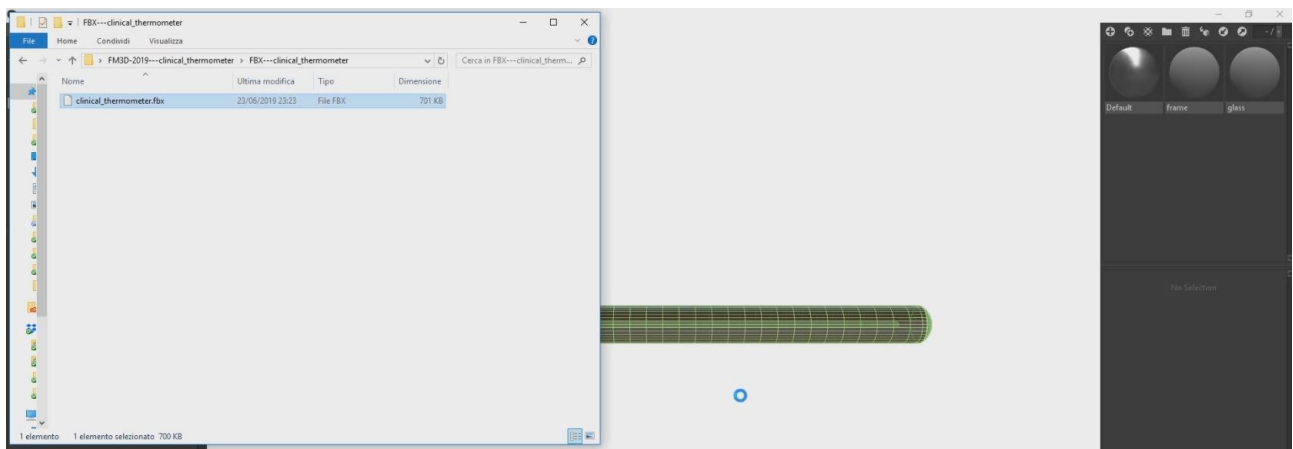 FBX---clinical_thermometer
File Home Condividi Visualizza
FM3D-2019---clinical_thermometer > FBX---clinical_thermometer
Cerca in FBX---clinical_therm...
Nome Ultima modifica Tipo Dimensione
clinical_thermometer.fbx 23/06/2019 23:23 File FBX 701 KB
1 elemento 1 elemento selezionato 700 KB
Default frame glass
No Selection